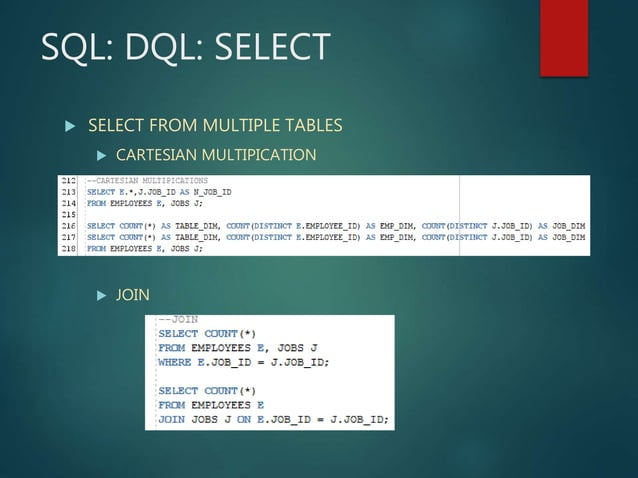 SQL: DQL: SELECT
SELECT FROM MULTIPLE TABLES
CARTESIAN MULTIPICATION
212 --CARTESIAN MULTIPICATIONS
213 SELECT E.*,J.JOB_ID AS N_JOB_ID
214 FROM EMPLOYEES E, JOBS J;
215
216 SELECT COUNT(*) AS TABLE_DIM, COUNT(DISTINCT E.EMPLOYEE_ID) AS EMP_DIM, COUNT(DISTINCT J.JOB_ID) AS JOB_DIM
217 SELECT COUNT(*) AS TABLE_DIM, COUNT(DISTINCT E.EMPLOYEE_ID) AS EMP_DIM, COUNT(DISTINCT J.JOB_ID) AS JOB_DIM
218 FROM EMPLOYEES E, JOBS J;
JOIN
--JOIN
SELECT COUNT(*)
FROM EMPLOYEES E, JOBS J
WHERE E.JOB_ID = J.JOB_ID;
SELECT COUNT(*)
FROM EMPLOYEES E
JOIN JOBS J ON E.JOB_ID = J.JOB_ID;